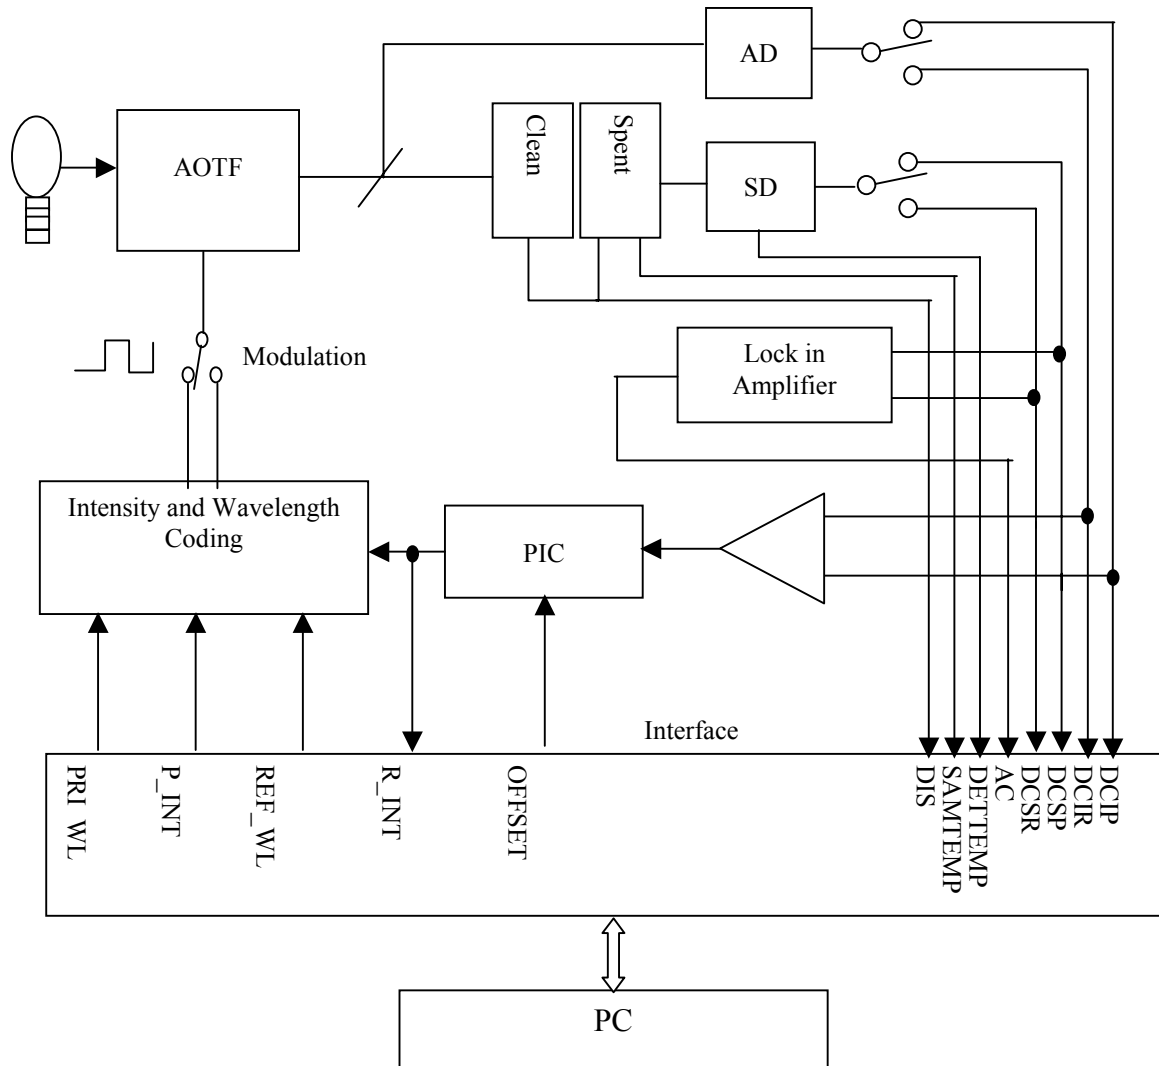 AD
Clean
Spent
AOTF
SD
Modulation
Lock in
Amplifier
Intensity and Wavelength
Coding
PIC
Interface
PRI_WL
P_INT
REF_WL
R_INT
OFFSET
DIS
SAMTEMP
DETTEMP
AC
DCSR
DCSP
DCIR
DCIP
PC